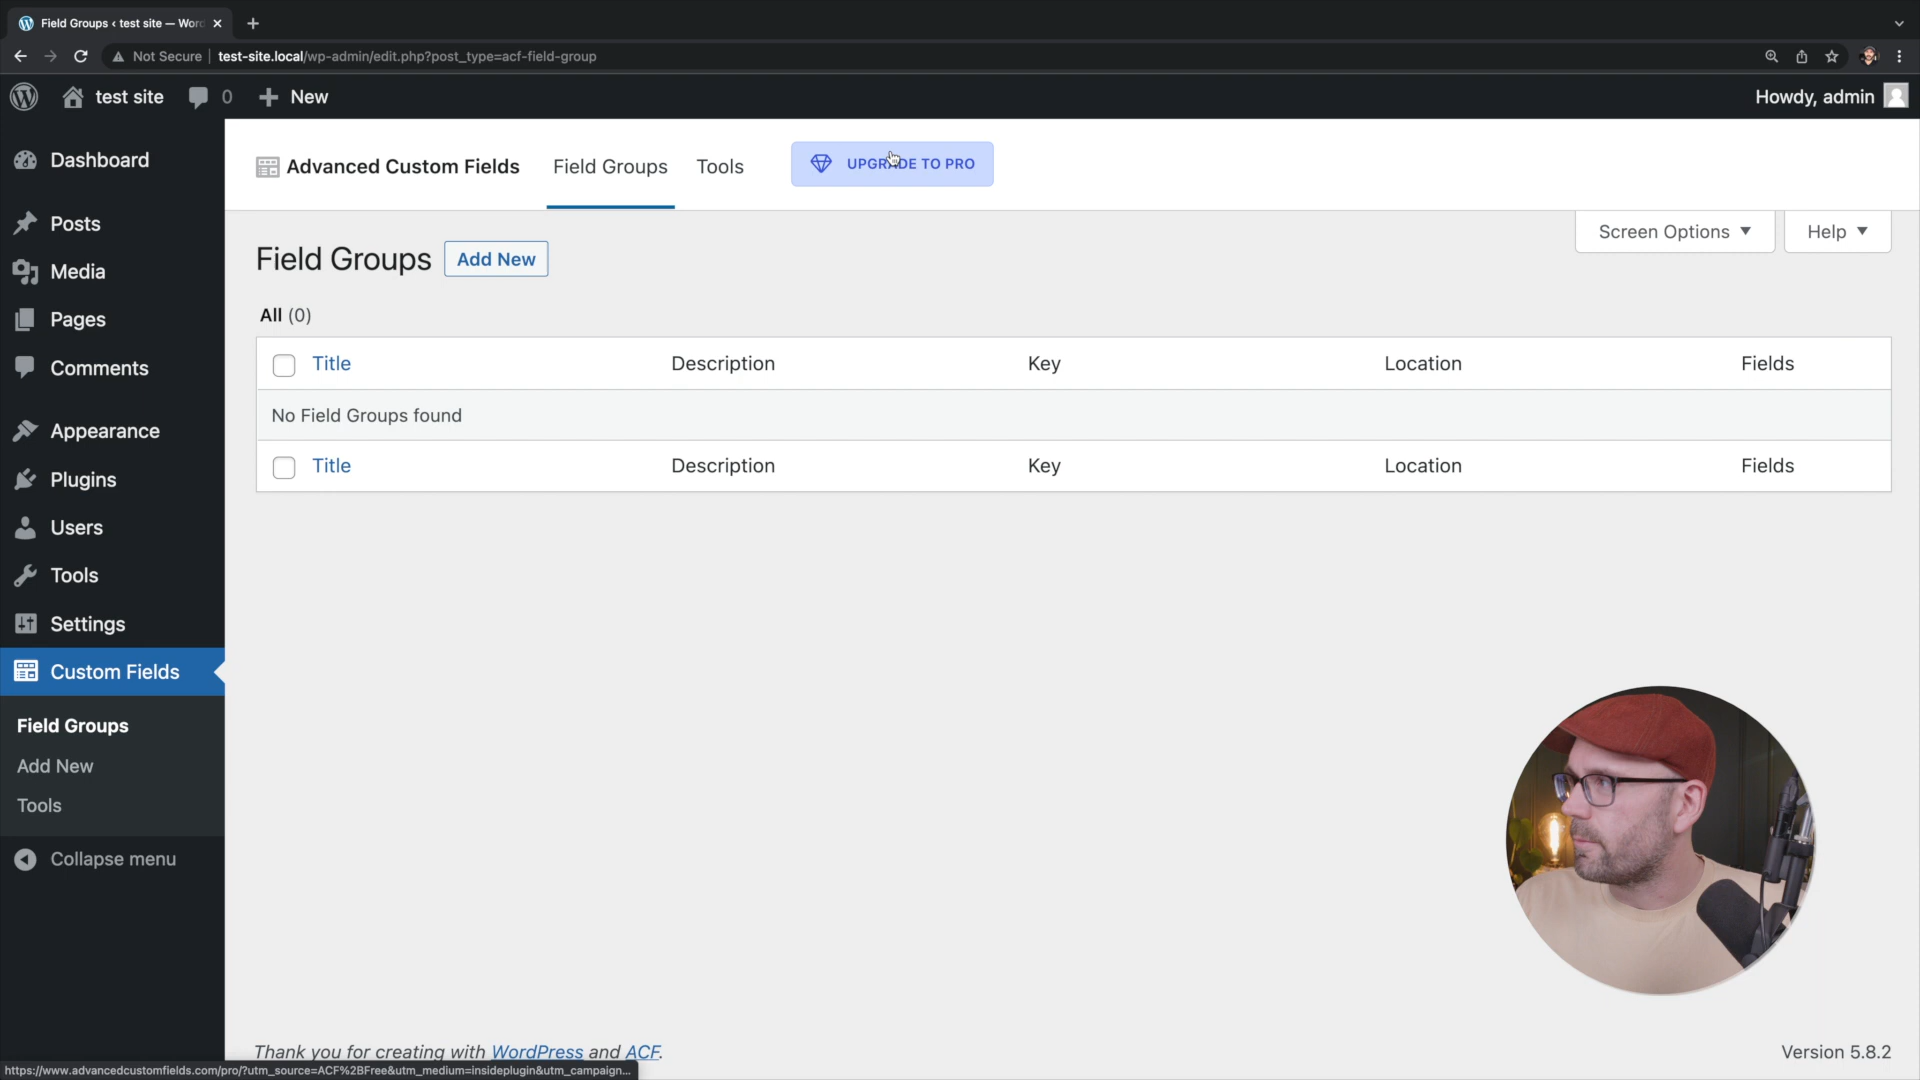 Field Groups ‹ test site — Wor
Not Secure | test-site.local/wp-admin/edit.php?post_type=acf-field-group
test site
0
New
Howdy, admin
Dashboard
Posts
Media
Pages
Comments
Appearance
Plugins
Users
Tools
Settings
Custom Fields
Field Groups
Add New
Tools
Collapse menu
Advanced Custom Fields
Field Groups
Tools
UPGRADE TO PRO
Screen Options
Help
Field Groups
Add New
All (0)
Title Description Key Location Fields
No Field Groups found
Title Description Key Location Fields
Thank you for creating with WordPress and ACF.
Version 5.8.2
https://www.advancedcustomfields.com/pro/?utm_source=ACF%2BFree&utm_medium=insideplugin&utm_campaign...